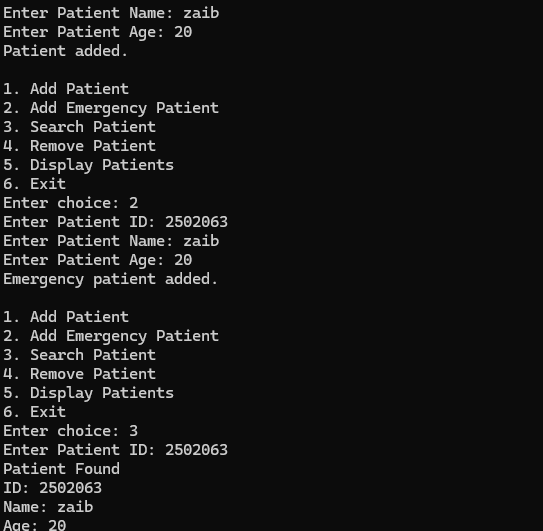 Enter Patient Name: zaib
Enter Patient Age: 20
Patient added.
1. Add Patient
2. Add Emergency Patient
3. Search Patient
4. Remove Patient
5. Display Patients
6. Exit
Enter choice: 2
Enter Patient ID: 2502063
Enter Patient Name: zaib
Enter Patient Age: 20
Emergency patient added.
1. Add Patient
2. Add Emergency Patient
3. Search Patient
4. Remove Patient
5. Display Patients
6. Exit
Enter choice: 3
Enter Patient ID: 2502063
Patient Found
ID: 2502063
Name: zaib
Age: 20